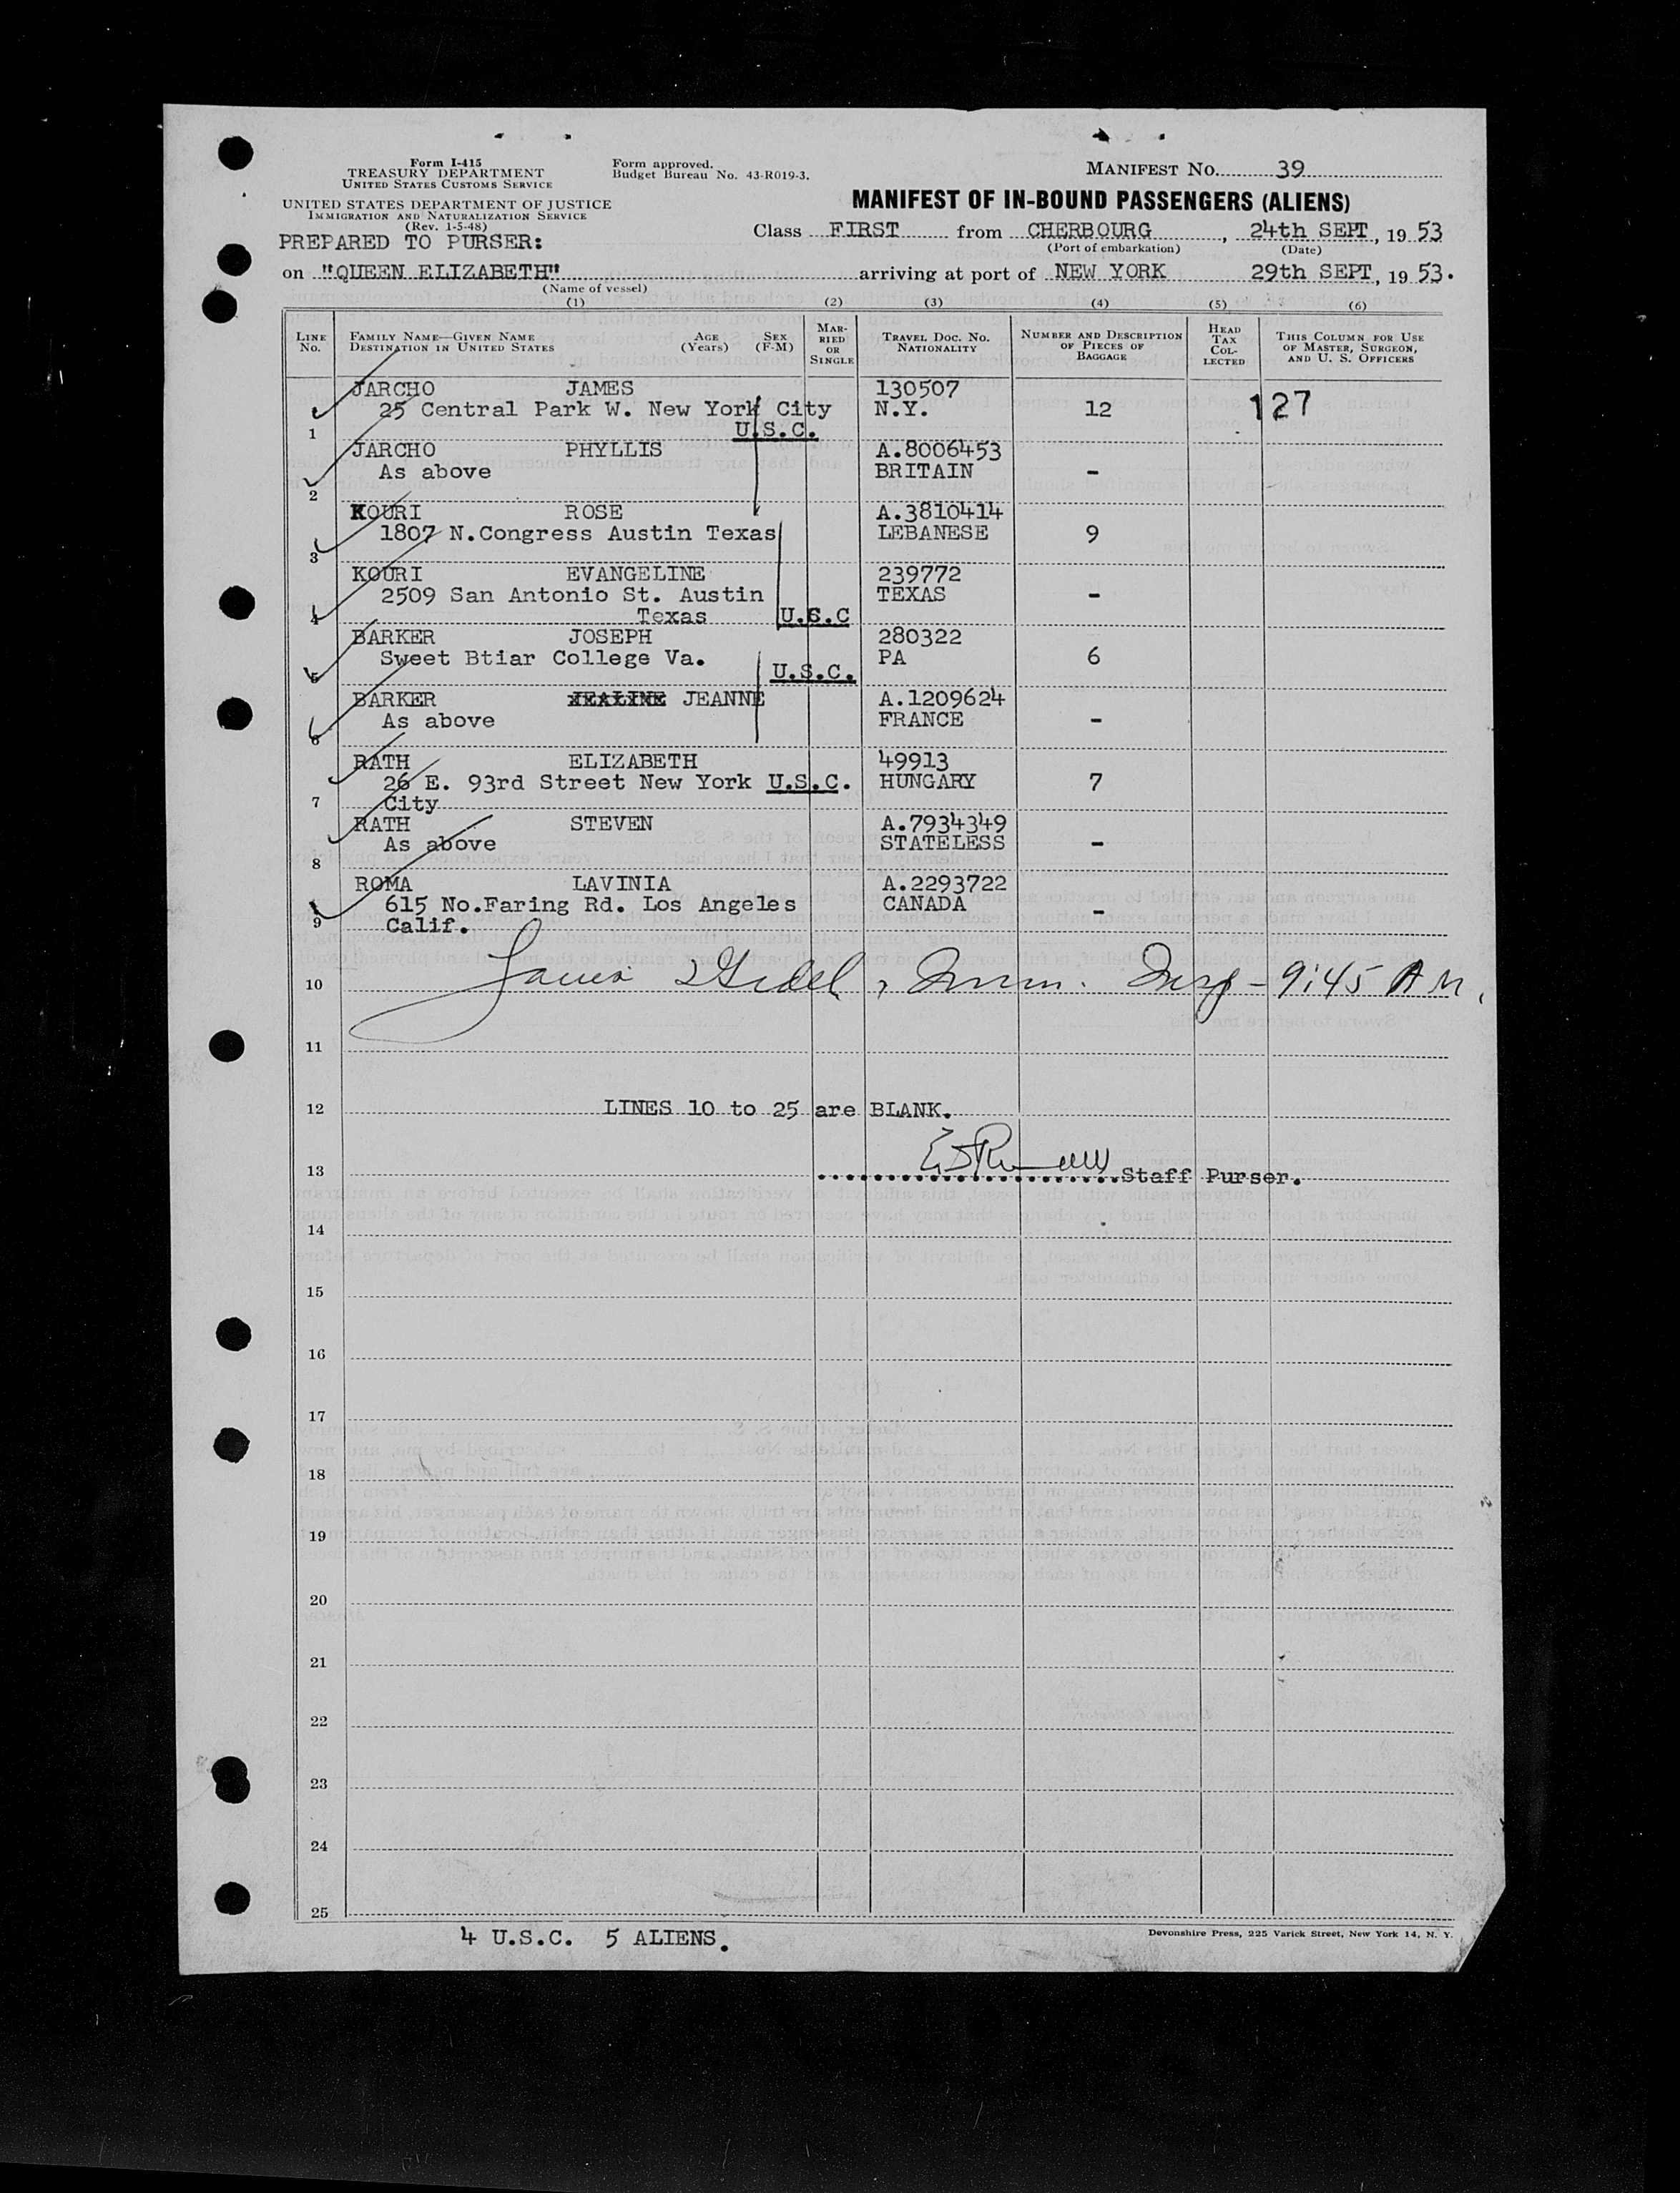 Form I-415
TREASURY DEPARTMENT
UNITED STATES CUSTOMS SERVICE
Form approved.
Budget Bureau No. 43-R019-3.
MANIFEST No. 39
UNITED STATES DEPARTMENT OF JUSTICE
IMMIGRATION AND NATURALIZATION SERVICE
(Rev. 1-5-48)
MANIFEST OF IN-BOUND PASSENGERS (ALIENS)
PREPARED TO PURSER:
Class FIRST from CHERBOURG, 24th SEPT, 19 53
(Port of embarkation) (Date)
on "QUEEN ELIZABETH" arriving at port of NEW YORK 29th SEPT, 19 53.
(Name of vessel)
(1) (2) (3) (4) (5) (6)
LINE No. FAMILY NAME—GIVEN NAME DESTINATION IN UNITED STATES AGE (Years) SEX (F-M) MARRIED OR SINGLE TRAVEL DOC. No. NATIONALITY NUMBER AND DESCRIPTION OF PIECES OF BAGGAGE HEAD TAX COLLECTED THIS COLUMN FOR USE OF MASTER, SURGEON, AND U. S. OFFICERS
JARCHO JAMES 130507
25 Central Park W. New York City N.Y. 12 127
1 U.S.C.
JARCHO PHYLLIS A.8006453
As above BRITAIN -
2
KOURI ROSE A.3810414
1807 N.Congress Austin Texas LEBANESE 9
3
KOURI EVANGELINE 239772
2509 San Antonio St. Austin TEXAS -
4 Texas U.S.C
BARKER JOSEPH 280322
Sweet Btiar College Va. PA 6
5 U.S.C.
BARKER JEANNE A.1209624
As above FRANCE -
6
RATH ELIZABETH 49913
26 E. 93rd Street New York U.S.C. HUNGARY 7
7 City
RATH STEVEN A.7934349
As above STATELESS -
8
ROMA LAVINIA A.2293722
615 No.Faring Rd. Los Angeles CANADA -
9 Calif.
10 Imm. Insp - 9:45 AM.
11
12 LINES 10 to 25 are BLANK.
13 Staff Purser.
14
15
16
17
18
19
20
21
22
23
24
25
4 U.S.C. 5 ALIENS.
Devonshire Press, 225 Varick Street, New York 14, N. Y.